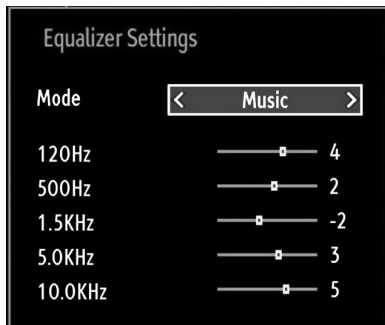 Equalizer Settings
Mode < Music >
120Hz 4
500Hz 2
1.5KHz -2
5.0KHz 3
10.0KHz 5